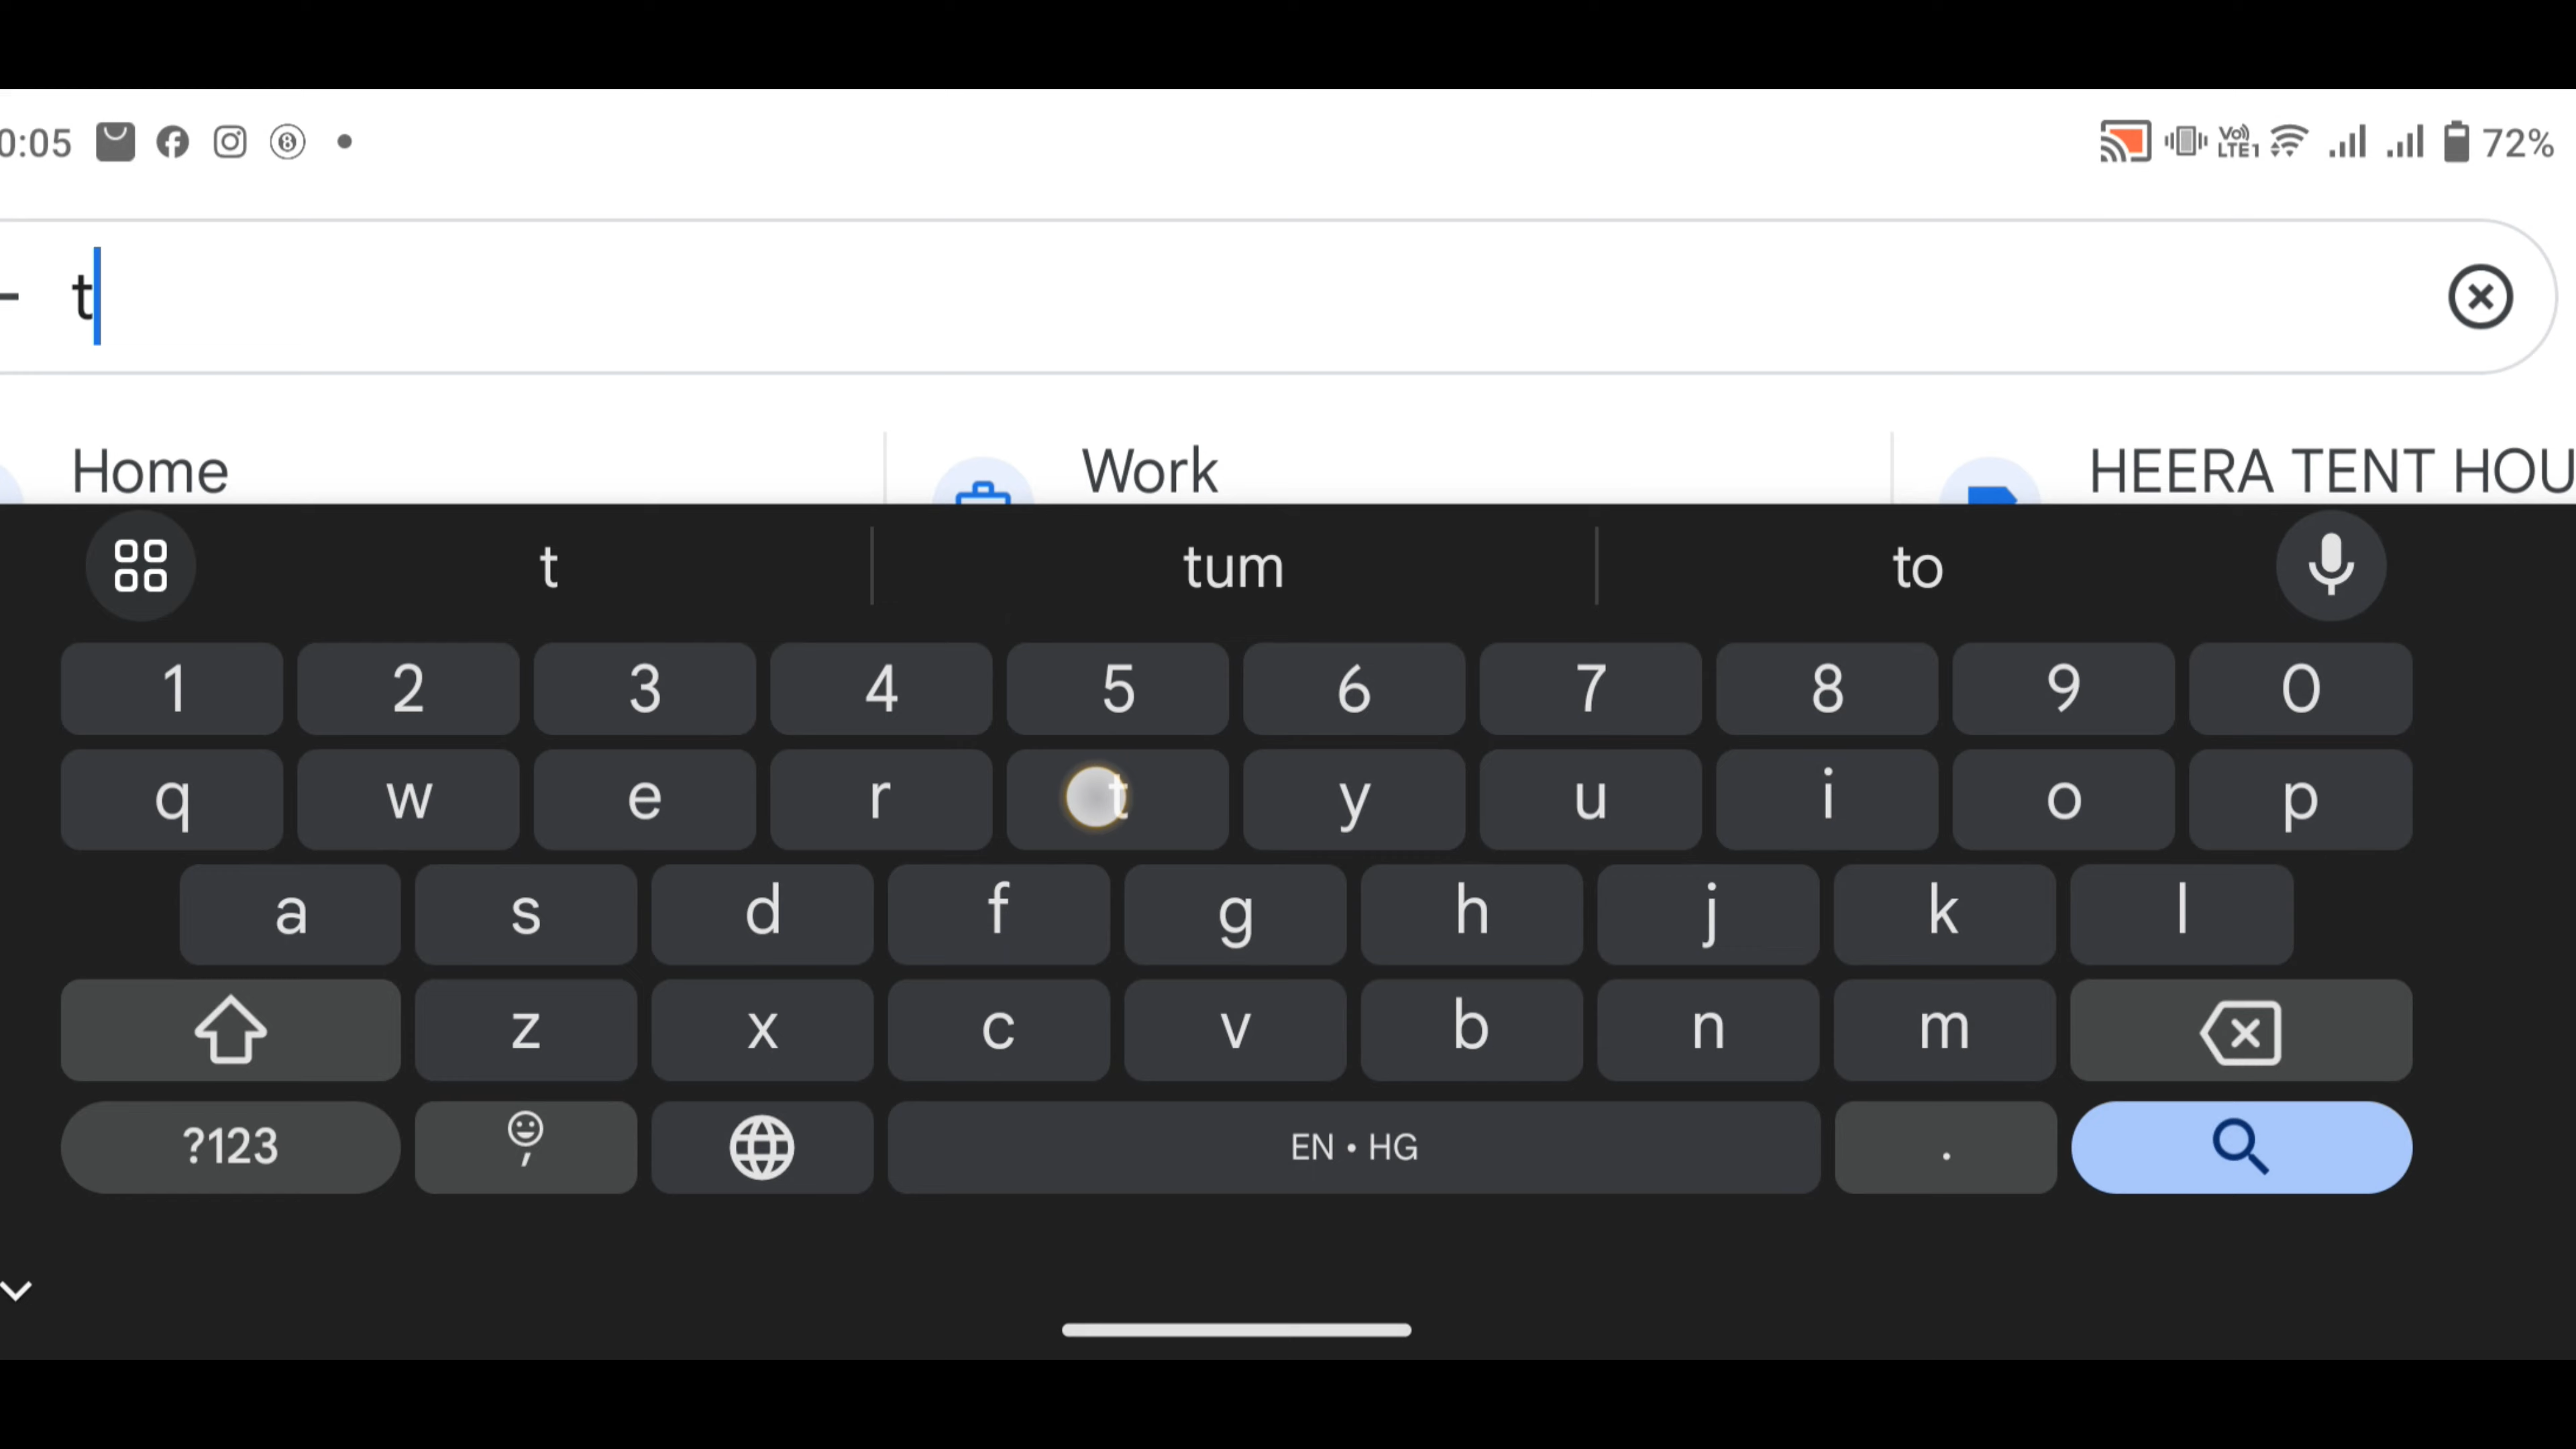 0:05 72%
t
Home Work HEERA TENT HOU
t tum to
1 2 3 4 5 6 7 8 9 0
q w e r t y u i o p
a s d f g h j k l
z x c v b n m
?123 , EN • HG .